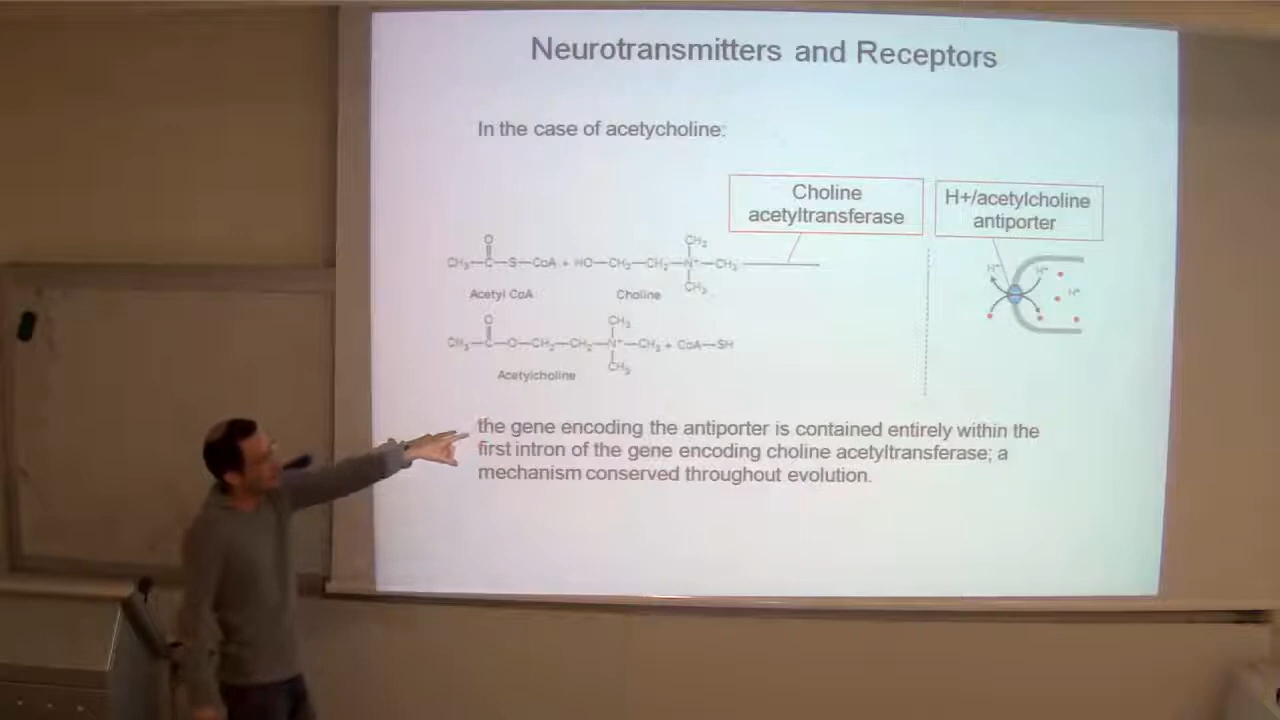 Neurotransmitters and Receptors
In the case of acetycholine:
Choline
acetyltransferase
H+/acetylcholine
antiporter
O
CH₃
CH₃—C—S—CoA + HO—CH₂—CH₂—N⁺—CH₃
CH₃
Acetyl CoA
Choline
H⁺
H⁺
H⁺
O
CH₃
CH₃—C—O—CH₂—CH₂—N⁺—CH₃ + CoA—SH
CH₃
Acetylcholine
the gene encoding the antiporter is contained entirely within the
first intron of the gene encoding choline acetyltransferase; a
mechanism conserved throughout evolution.